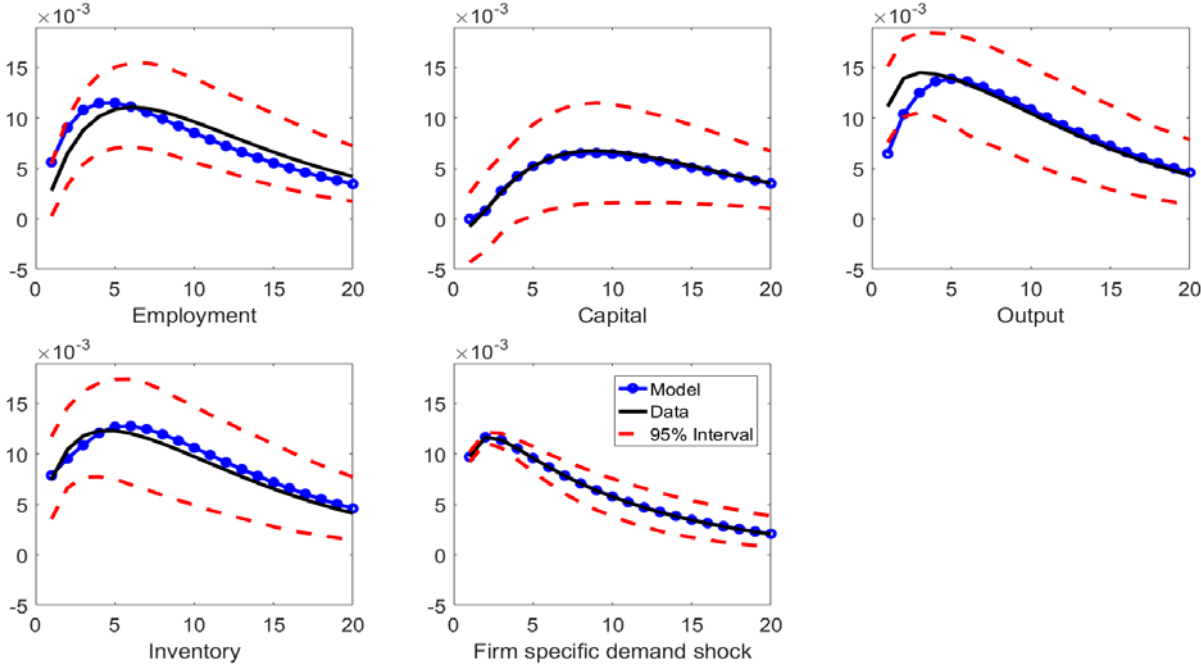 ×10⁻³ ×10⁻³ ×10⁻³
15 15 15
10 10 10
5 5 5
0 0 0
-5 -5 -5
0 5 10 15 20 0 5 10 15 20 0 5 10 15 20
Employment Capital Output
×10⁻³ ×10⁻³
15 15
Model
Data
95% Interval
10 10
5 5
0 0
-5 -5
0 5 10 15 20 0 5 10 15 20
Inventory Firm specific demand shock